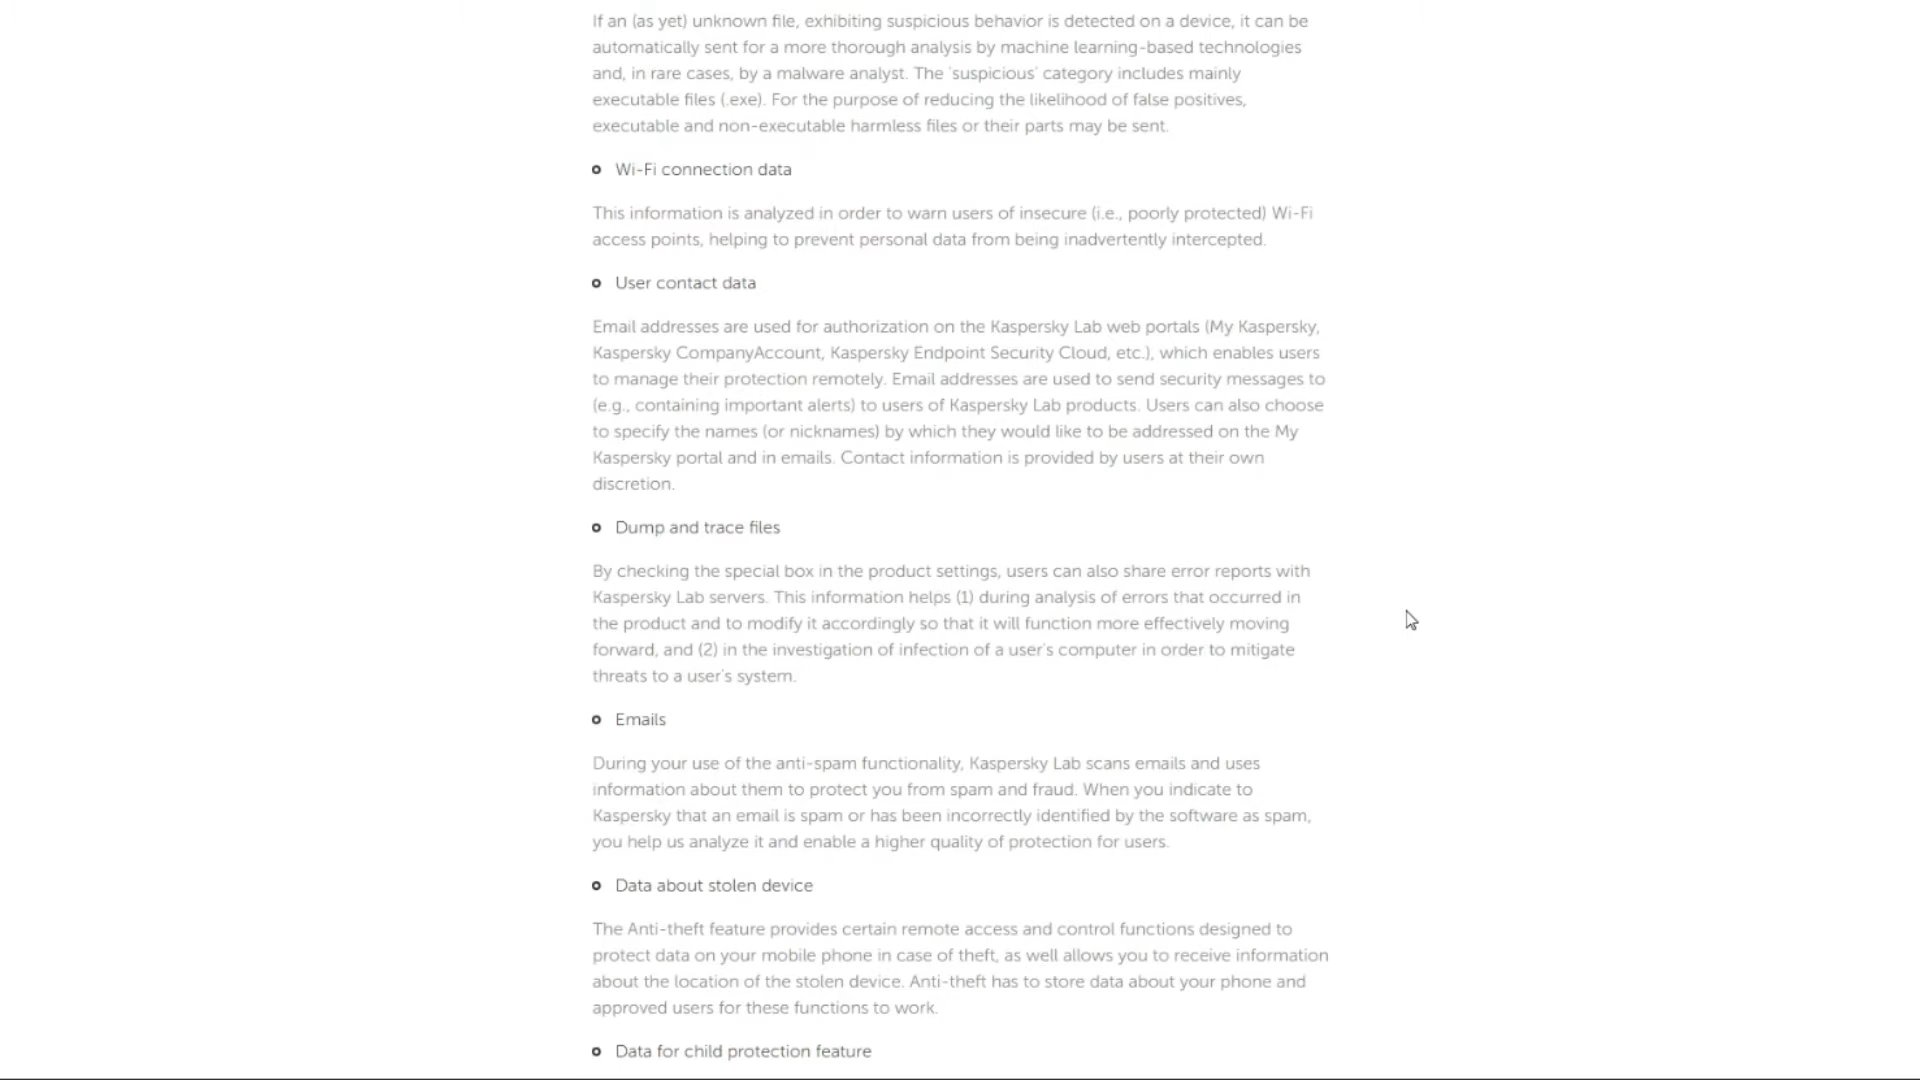 If an (as yet) unknown file, exhibiting suspicious behavior is detected on a device, it can be
automatically sent for a more thorough analysis by machine learning-based technologies
and, in rare cases, by a malware analyst. The 'suspicious' category includes mainly
executable files (.exe). For the purpose of reducing the likelihood of false positives,
executable and non-executable harmless files or their parts may be sent.
Wi-Fi connection data
This information is analyzed in order to warn users of insecure (i.e., poorly protected) Wi-Fi
access points, helping to prevent personal data from being inadvertently intercepted.
User contact data
Email addresses are used for authorization on the Kaspersky Lab web portals (My Kaspersky,
Kaspersky CompanyAccount, Kaspersky Endpoint Security Cloud, etc.), which enables users
to manage their protection remotely. Email addresses are used to send security messages to
(e.g., containing important alerts) to users of Kaspersky Lab products. Users can also choose
to specify the names (or nicknames) by which they would like to be addressed on the My
Kaspersky portal and in emails. Contact information is provided by users at their own
discretion.
Dump and trace files
By checking the special box in the product settings, users can also share error reports with
Kaspersky Lab servers. This information helps (1) during analysis of errors that occurred in
the product and to modify it accordingly so that it will function more effectively moving
forward, and (2) in the investigation of infection of a user's computer in order to mitigate
threats to a user's system.
Emails
During your use of the anti-spam functionality, Kaspersky Lab scans emails and uses
information about them to protect you from spam and fraud. When you indicate to
Kaspersky that an email is spam or has been incorrectly identified by the software as spam,
you help us analyze it and enable a higher quality of protection for users.
Data about stolen device
The Anti-theft feature provides certain remote access and control functions designed to
protect data on your mobile phone in case of theft, as well allows you to receive information
about the location of the stolen device. Anti-theft has to store data about your phone and
approved users for these functions to work.
Data for child protection feature